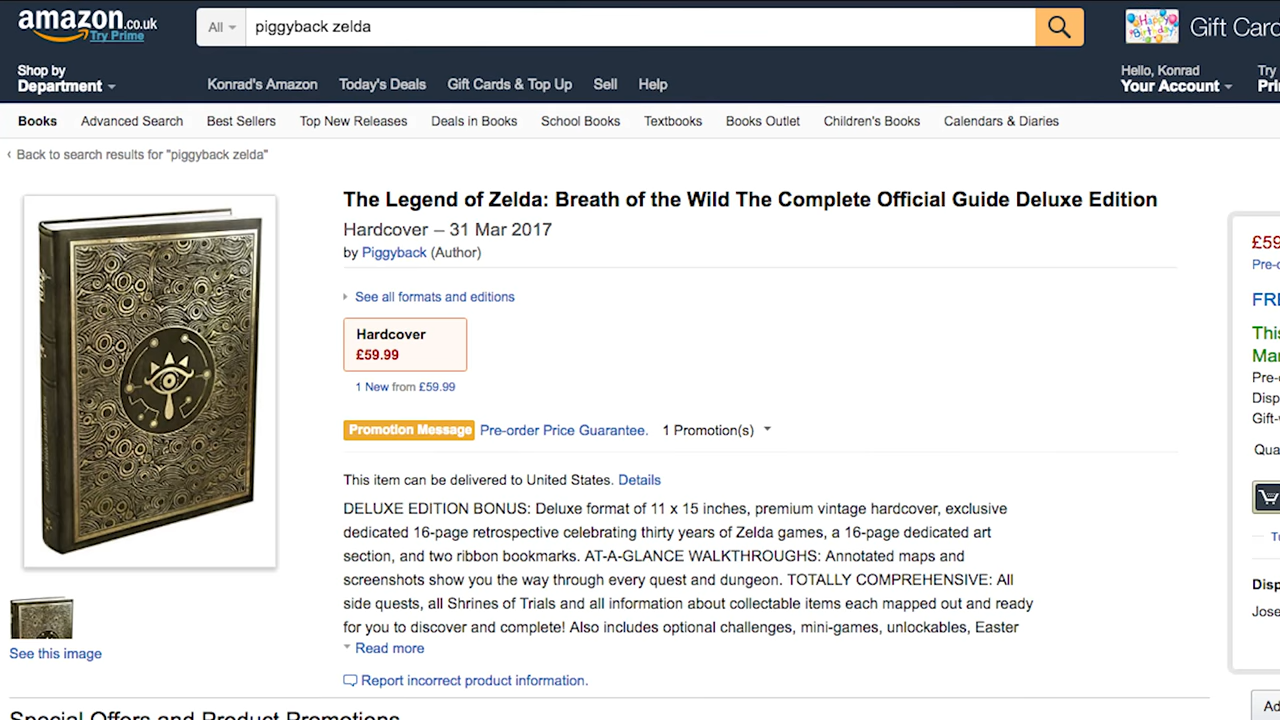 amazon.co.uk
Try Prime
All
piggyback zelda
Happy Birthday
Gift Card
Shop by
Department
Konrad's Amazon
Today's Deals
Gift Cards & Top Up
Sell
Help
Hello, Konrad
Your Account
Try
Books
Advanced Search
Best Sellers
Top New Releases
Deals in Books
School Books
Textbooks
Books Outlet
Children's Books
Calendars & Diaries
‹ Back to search results for "piggyback zelda"
The Legend of Zelda: Breath of the Wild The Complete Official Guide Deluxe Edition
Hardcover – 31 Mar 2017
by Piggyback (Author)
See all formats and editions
Hardcover
£59.99
1 New from £59.99
Promotion Message Pre-order Price Guarantee. 1 Promotion(s)
This item can be delivered to United States. Details
DELUXE EDITION BONUS: Deluxe format of 11 x 15 inches, premium vintage hardcover, exclusive
dedicated 16-page retrospective celebrating thirty years of Zelda games, a 16-page dedicated art
section, and two ribbon bookmarks. AT-A-GLANCE WALKTHROUGHS: Annotated maps and
screenshots show you the way through every quest and dungeon. TOTALLY COMPREHENSIVE: All
side quests, all Shrines of Trials and all information about collectable items each mapped out and ready
for you to discover and complete! Also includes optional challenges, mini-games, unlockables, Easter
Read more
Report incorrect product information.
See this image
£59
Pre-
FRE
This
Mar
Pre-
Disp
Gift-
Qua
Disp
Jose
Ad
Special Offers and Product Promotions